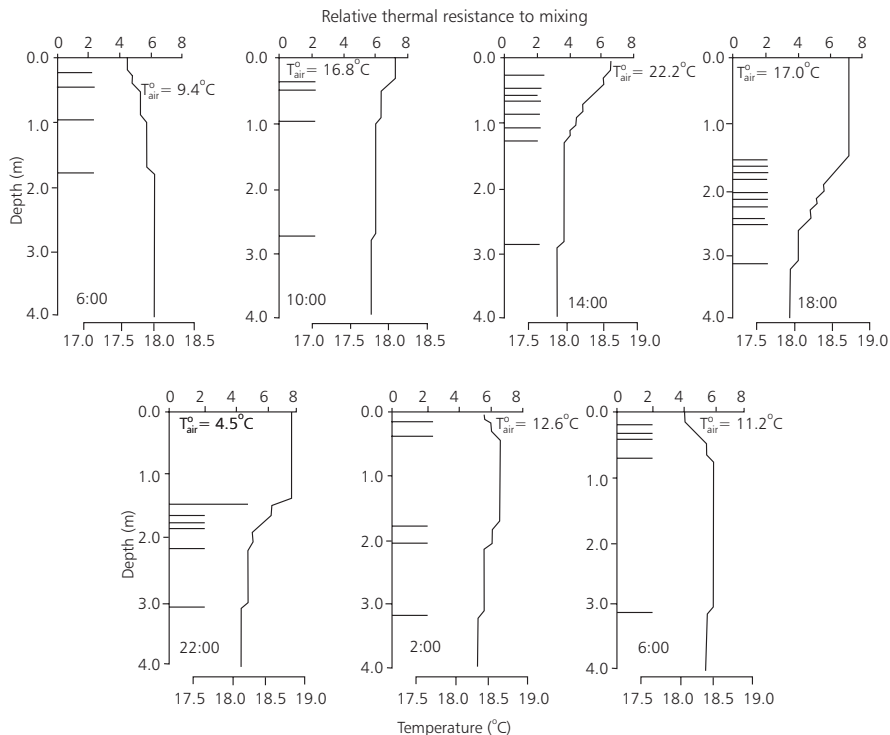 Relative thermal resistance to mixing
0 2 4 6 8
0 2 4 6 8
0 2 4 6 8
0 2 4 6 8
0.0 0.0 0.0 0.0
T°air = 9.4°C
T°air = 16.8°C
T°air = 22.2°C
T°air = 17.0°C
1.0 1.0 1.0 1.0
Depth (m)
2.0 2.0 2.0 2.0
3.0 3.0 3.0 3.0
6:00 10:00 14:00 18:00
4.0 4.0 4.0 4.0
17.0 17.5 18.0 18.5
17.0 17.5 18.0 18.5
17.5 18.0 18.5 19.0
17.5 18.0 18.5 19.0
0 2 4 6 8
0 2 4 6 8
0 2 4 6 8
0.0 0.0 0.0
T°air = 4.5°C
T°air = 12.6°C
T°air = 11.2°C
1.0 1.0 1.0
Depth (m)
2.0 2.0 2.0
3.0 3.0 3.0
22:00 2:00 6:00
4.0 4.0 4.0
17.5 18.0 18.5 19.0
17.5 18.4 18.5 19.0
17.5 18.0 18.5 19.0
Temperature (°C)